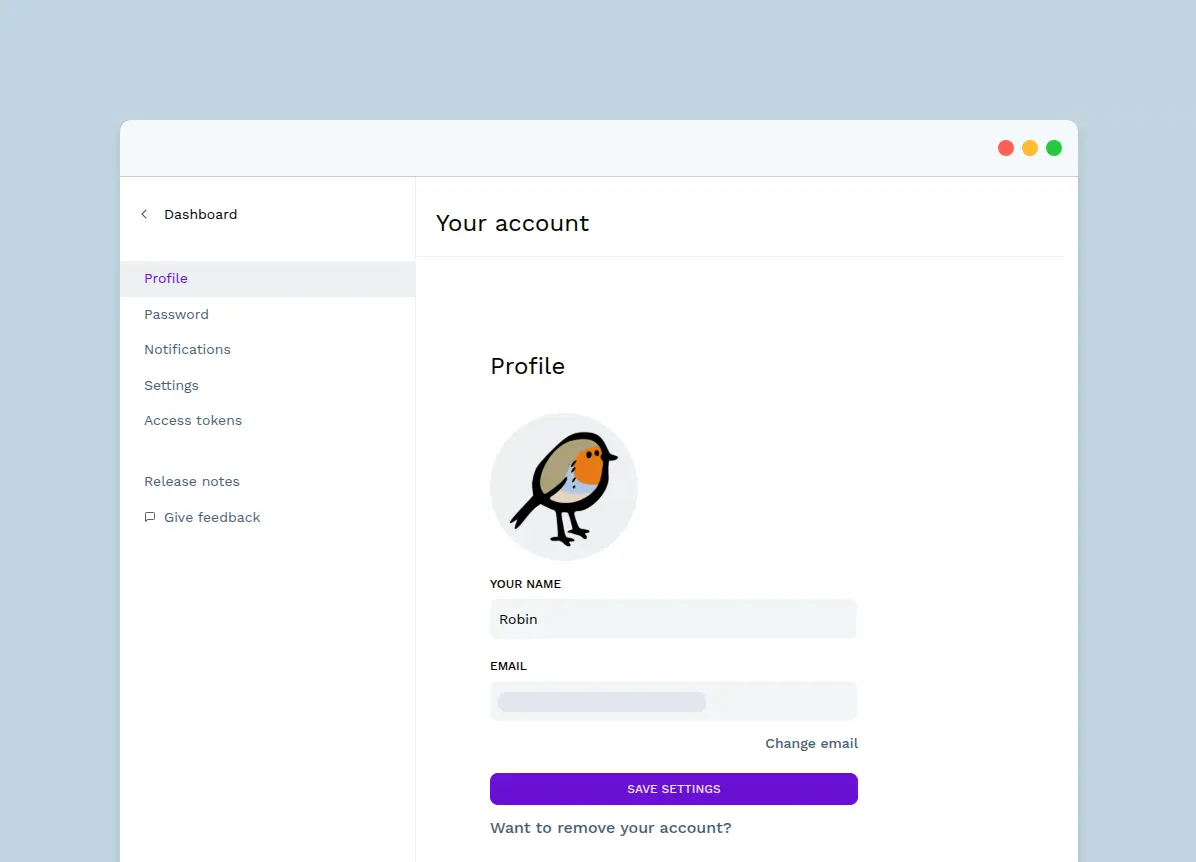 Dashboard
Your account
Profile
Password
Notifications
Settings
Access tokens
Release notes
Give feedback
Profile
YOUR NAME
Robin
EMAIL
Change email
SAVE SETTINGS
Want to remove your account?